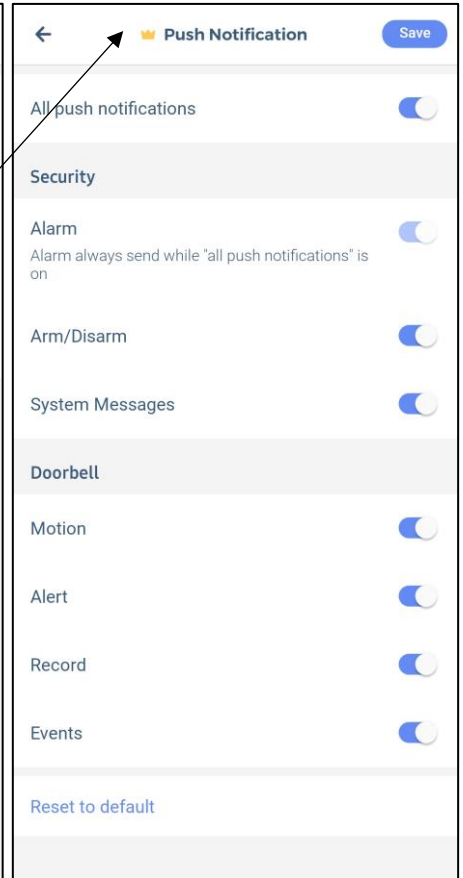 Push Notification
Save
All push notifications
Security
Alarm
Alarm always send while "all push notifications" is
on
Arm/Disarm
System Messages
Doorbell
Motion
Alert
Record
Events
Reset to default